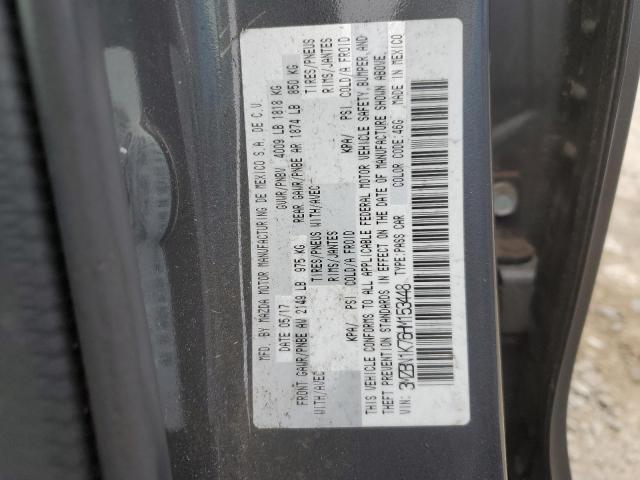 MFD. BY MAZDA MOTOR MANUFACTURING DE MEXICO S.A. DE C.V.
DATE 05/17 GVWR/PNBV 4009 LB 1818 KG
FRONT GAWR/PNBE AV 2149 LB 975 KG REAR GAWR/PNBE AR 1874 LB 850 KG
WITH/AVEC TIRES/PNEUS WITH/AVEC TIRES/PNEUS
RIMS/JANTES RIMS/JANTES
KPA/ PSI COLD/A FROID KPA/ PSI COLD/A FROID
THIS VEHICLE CONFORMS TO ALL APPLICABLE FEDERAL MOTOR VEHICLE SAFETY,BUMPER,AND
THEFT PREVENTION STANDARDS IN EFFECT ON THE DATE OF MANUFACTURE SHOWN ABOVE.
VIN: 3MZBN1K76HM153448 TYPE:PASS CAR COLOR CODE:46G MADE IN MEXICO